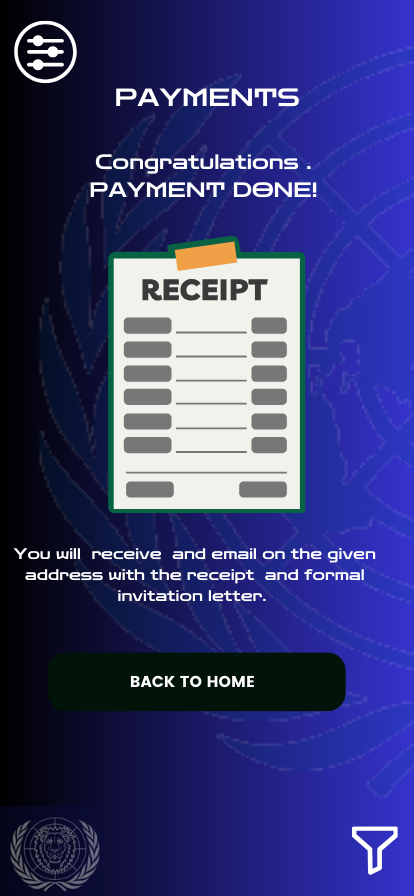 PAYMENTS
Congratulations .
PAYMENT DONE!
RECEIPT
You will receive and email on the given
address with the receipt and formal
invitation letter.
BACK TO HOME